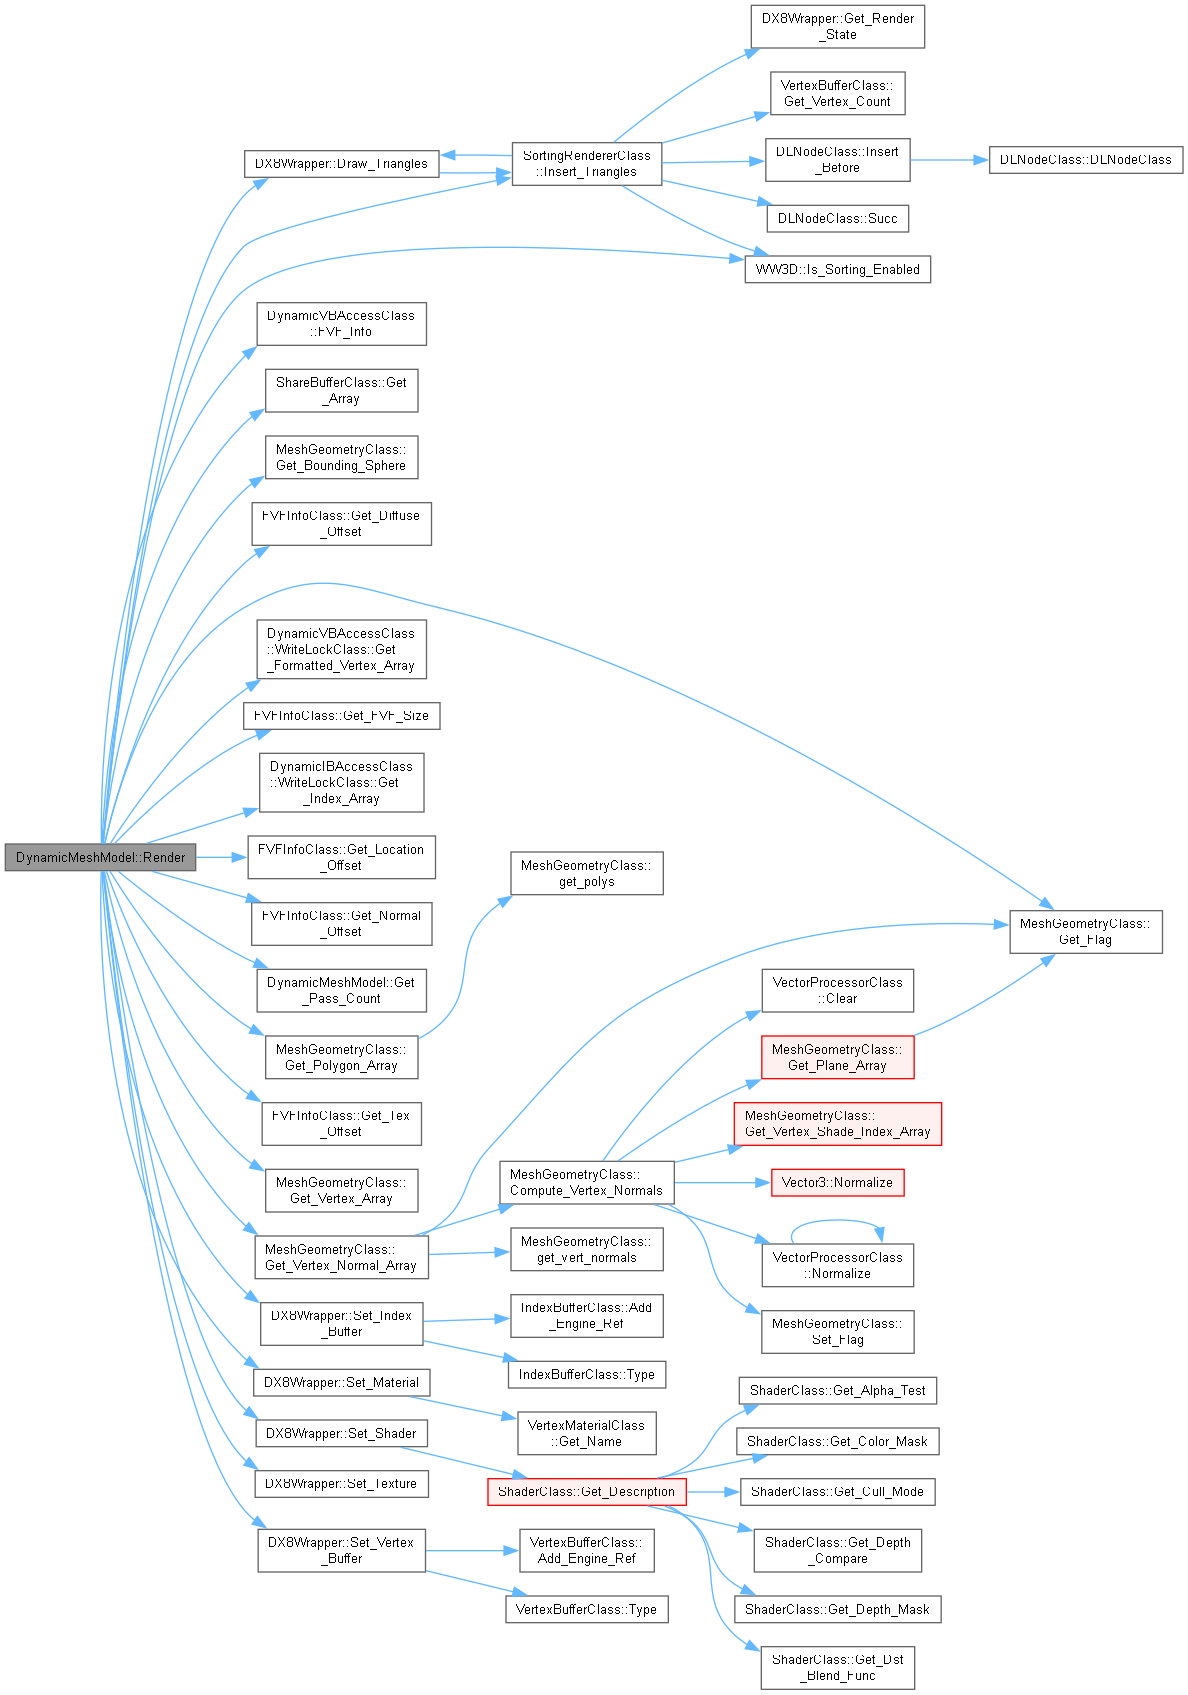 DX8Wrapper::Get_Render
_State
VertexBufferClass::
Get_Vertex_Count
DX8Wrapper::Draw_Triangles
SortingRendererClass
::Insert_Triangles
DLNodeClass::Insert
_Before
DLNodeClass::DLNodeClass
DLNodeClass::Succ
WW3D::Is_Sorting_Enabled
DynamicVBAccessClass
::FVF_Info
ShareBufferClass::Get
_Array
MeshGeometryClass::
Get_Bounding_Sphere
FVFInfoClass::Get_Diffuse
_Offset
DynamicVBAccessClass
::WriteLockClass::Get
_Formatted_Vertex_Array
FVFInfoClass::Get_FVF_Size
DynamicIBAccessClass
::WriteLockClass::Get
_Index_Array
DynamicMeshModel::Render
FVFInfoClass::Get_Location
_Offset
MeshGeometryClass::
get_polys
FVFInfoClass::Get_Normal
_Offset
MeshGeometryClass::
Get_Flag
DynamicMeshModel::Get
_Pass_Count
VectorProcessorClass
::Clear
MeshGeometryClass::
Get_Polygon_Array
MeshGeometryClass::
Get_Plane_Array
FVFInfoClass::Get_Tex
_Offset
MeshGeometryClass::
Get_Vertex_Shade_Index_Array
MeshGeometryClass::
Get_Vertex_Array
MeshGeometryClass::
Compute_Vertex_Normals
Vector3::Normalize
MeshGeometryClass::
Get_Vertex_Normal_Array
MeshGeometryClass::
get_vert_normals
VectorProcessorClass
::Normalize
DX8Wrapper::Set_Index
_Buffer
IndexBufferClass::Add
_Engine_Ref
MeshGeometryClass::
Set_Flag
IndexBufferClass::Type
DX8Wrapper::Set_Material
VertexMaterialClass
::Get_Name
ShaderClass::Get_Alpha_Test
DX8Wrapper::Set_Shader
ShaderClass::Get_Color_Mask
DX8Wrapper::Set_Texture
ShaderClass::Get_Description
ShaderClass::Get_Cull_Mode
DX8Wrapper::Set_Vertex
_Buffer
VertexBufferClass::
Add_Engine_Ref
ShaderClass::Get_Depth
_Compare
VertexBufferClass::Type
ShaderClass::Get_Depth_Mask
ShaderClass::Get_Dst
_Blend_Func